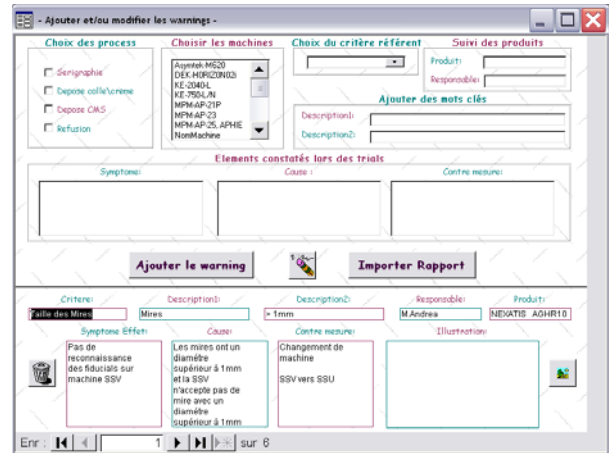 - Ajouter et/ou modifier les warnings -
Choix des process
Choisir les machines
Choix du critère référent
Suivi des produits
Serigraphie
Depose colle\crème
Depose CMS
Refusion
Asymtek M620
DEK-HORIZON02i
KE-2040-L
KE-750-L/N
MPM-AP-21P
MPM-AP-23
MPM-AP-25, APHIE
NomMachine
Produit:
Responsable:
Ajouter des mots clés
Description1:
Description2:
Elements constatés lors des trials
Symptome:
Cause :
Contre mesure:
Ajouter le warning
Importer Rapport
Critere:
Description1:
Description2:
Responsable:
Produit:
Taille des Mires
Mires
> 1mm
M.Andrea
NEXATIS AGHR10
Symptome Effet:
Cause:
Contre mesure:
Illustration:
Pas de
reconnaissance
des fiducials sur
machine SSV
Les mires ont un
diamétre
supérieur à 1mm
et la SSV
n'accepte pas de
mire avec un
diamétre
supérieur à 1mm
Changement de
machine
SSV vers SSU
Enr : 1 sur 6